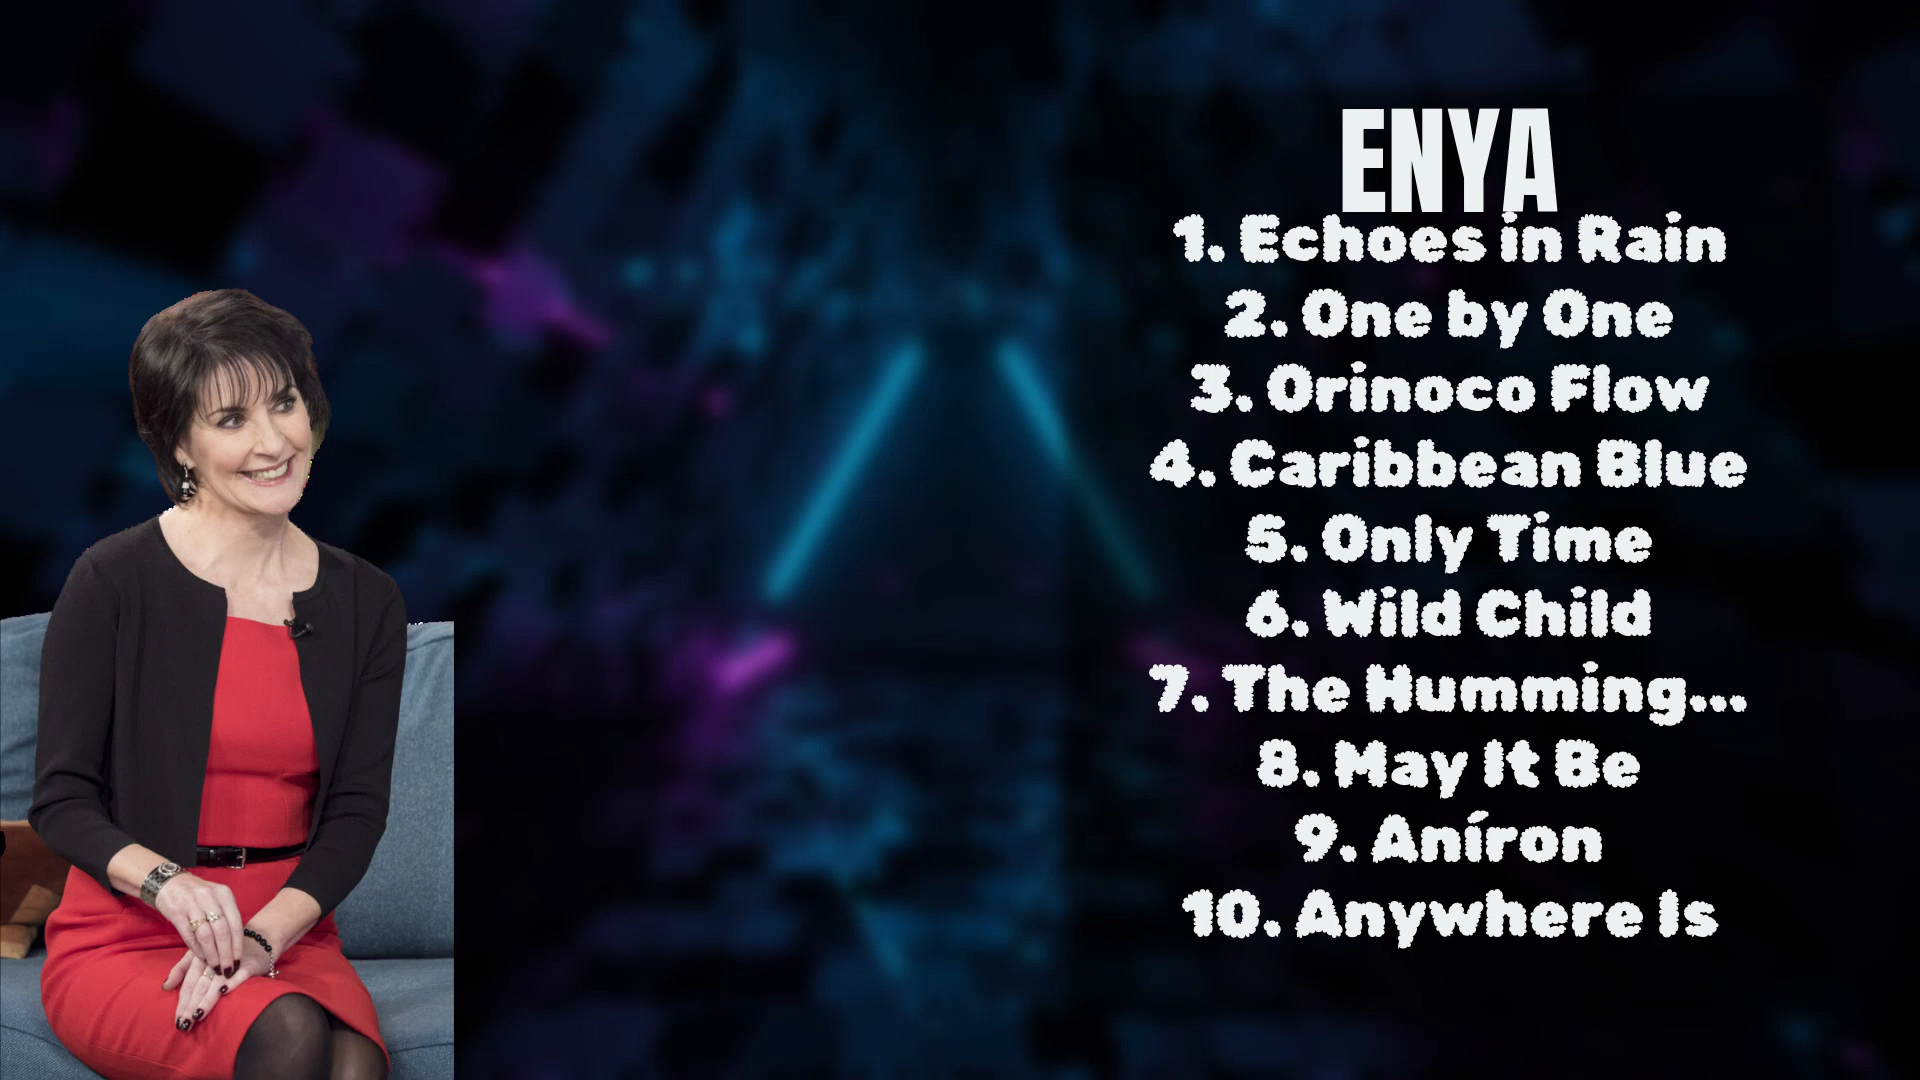 ENYA
1. Echoes in Rain
2. One by One
3. Orinoco Flow
4. Caribbean Blue
5. Only Time
6. Wild Child
7. The Humming...
8. May It Be
9. Aníron
10. Anywhere Is